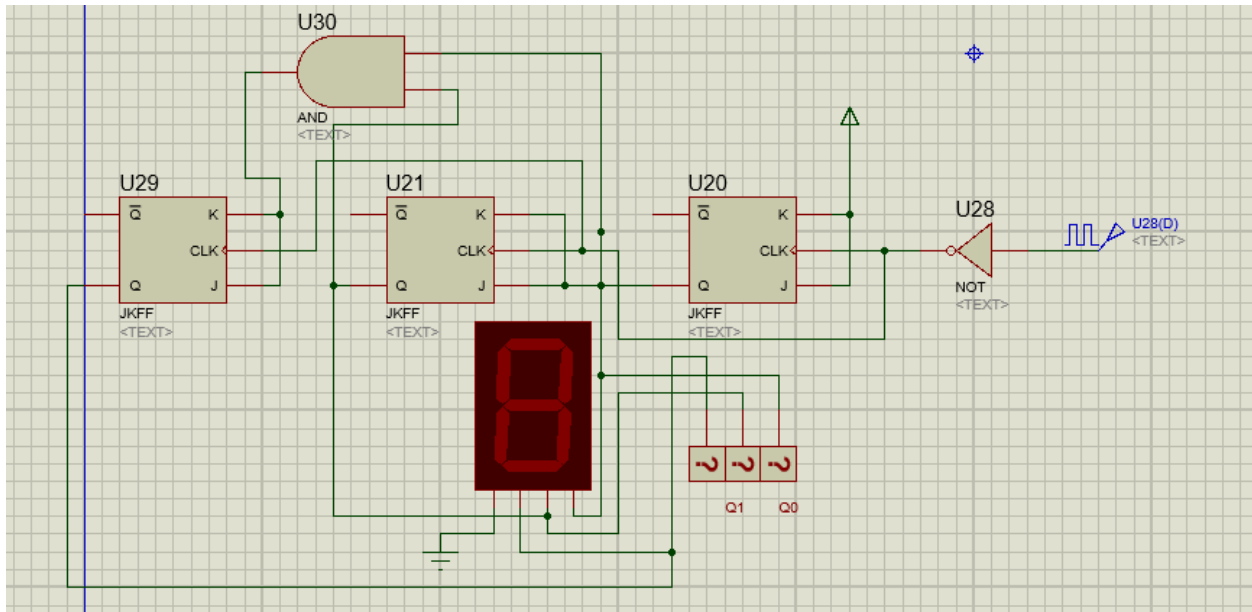 U30
AND
<TEXT>
U29
Q
K
CLK
Q
J
JKFF
<TEXT>
U21
Q
K
CLK
Q
J
JKFF
<TEXT>
U20
Q
K
CLK
Q
J
JKFF
<TEXT>
U28
NOT
<TEXT>
U28(D)
<TEXT>
? ? ?
Q1 Q0